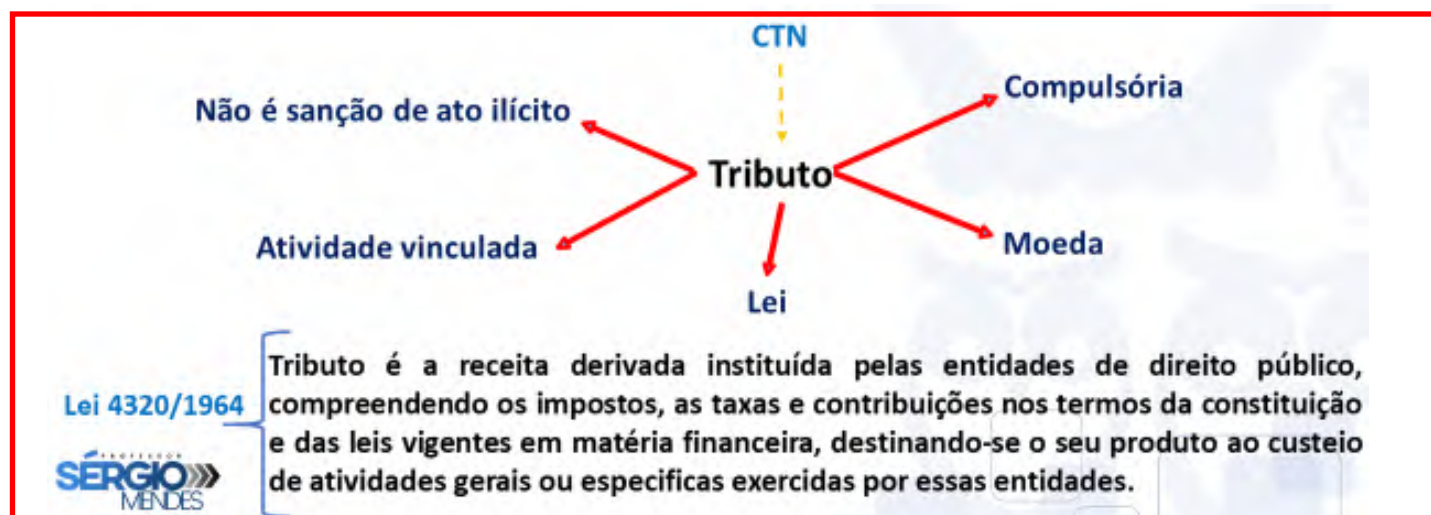 CTN
Não é sanção de ato ilícito
Compulsória
Tributo
Atividade vinculada
Moeda
Lei
Tributo é a receita derivada instituída pelas entidades de direito público,
Lei 4320/1964
compreendendo os impostos, as taxas e contribuições nos termos da constituição
e das leis vigentes em matéria financeira, destinando-se o seu produto ao custeio
de atividades gerais ou especificas exercidas por essas entidades.
PROFESSOR
SÉRGIO
MENDES